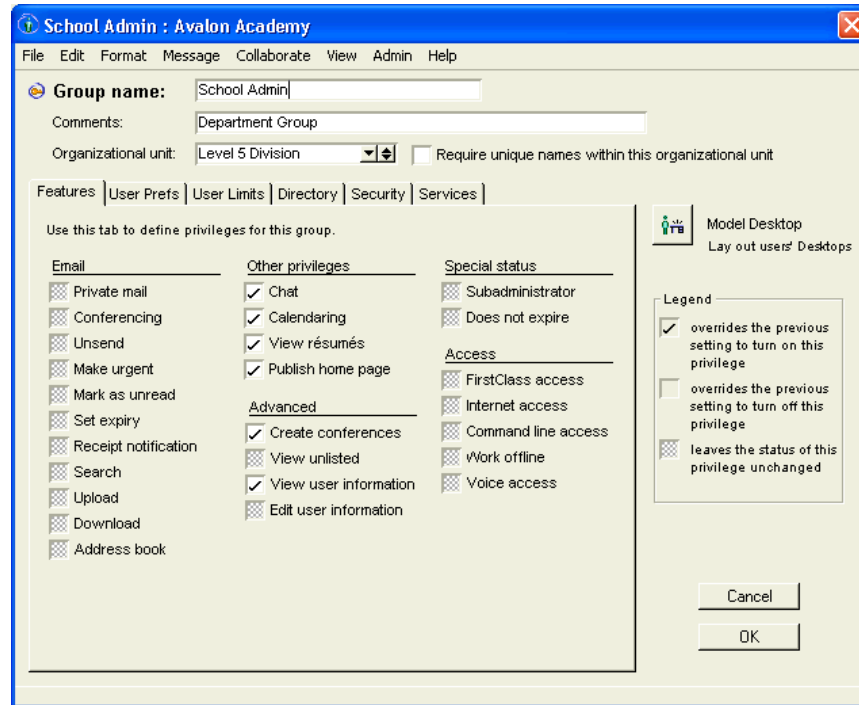 School Admin : Avalon Academy
File Edit Format Message Collaborate View Admin Help
Group name: School Admin
Comments: Department Group
Organizational unit: Level 5 Division Require unique names within this organizational unit
Features User Prefs User Limits Directory Security Services
Use this tab to define privileges for this group.
Email
Private mail
Conferencing
Unsend
Make urgent
Mark as unread
Set expiry
Receipt notification
Search
Upload
Download
Address book
Other privileges
Chat
Calendaring
View résumés
Publish home page
Advanced
Create conferences
View unlisted
View user information
Edit user information
Special status
Subadministrator
Does not expire
Access
FirstClass access
Internet access
Command line access
Work offline
Voice access
Model Desktop
Lay out users' Desktops
Legend
overrides the previous
setting to turn on this
privilege
overrides the previous
setting to turn off this
privilege
leaves the status of this
privilege unchanged
Cancel
OK